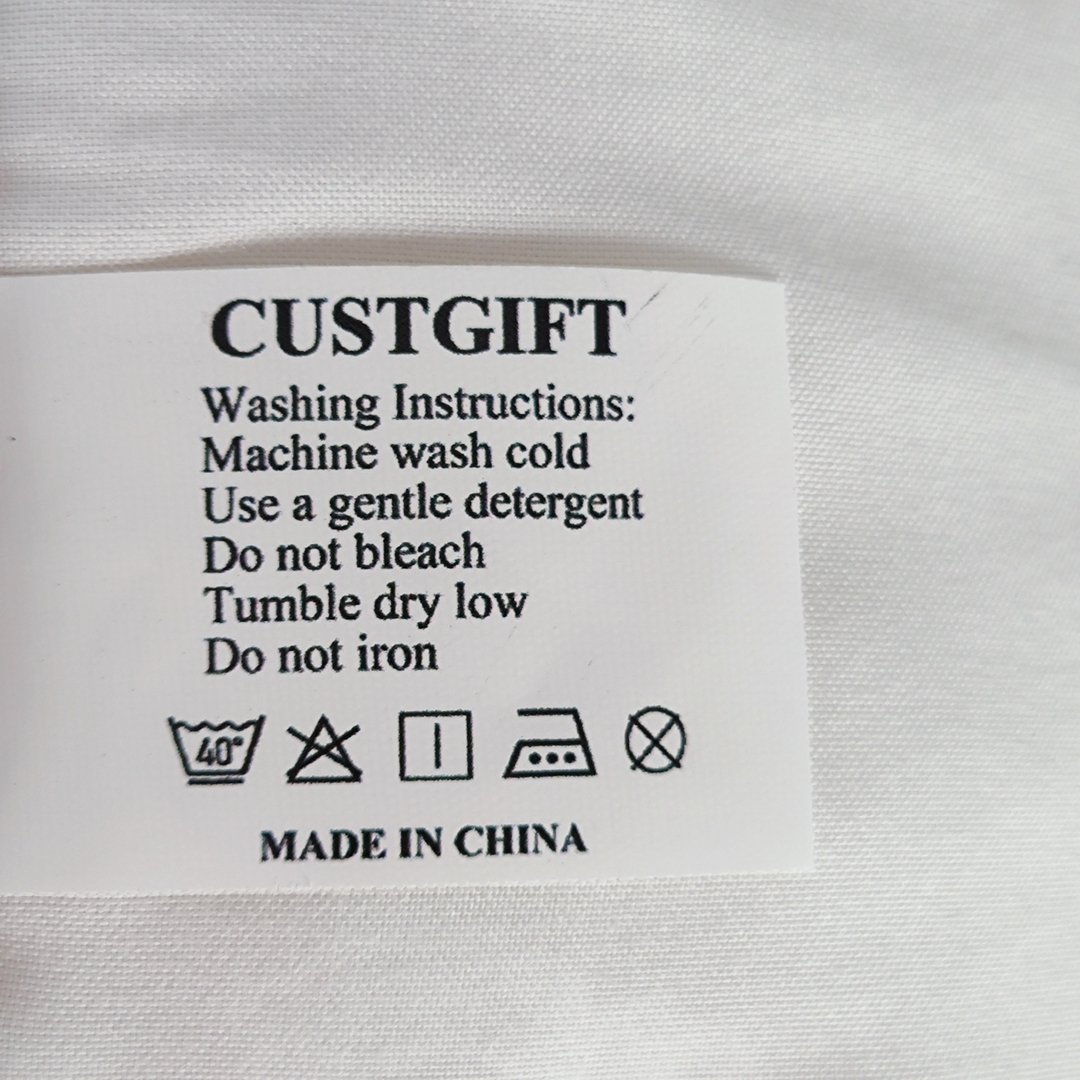 CUSTGIFT
Washing Instructions:
Machine wash cold
Use a gentle detergent
Do not bleach
Tumble dry low
Do not iron
40°
MADE IN CHINA